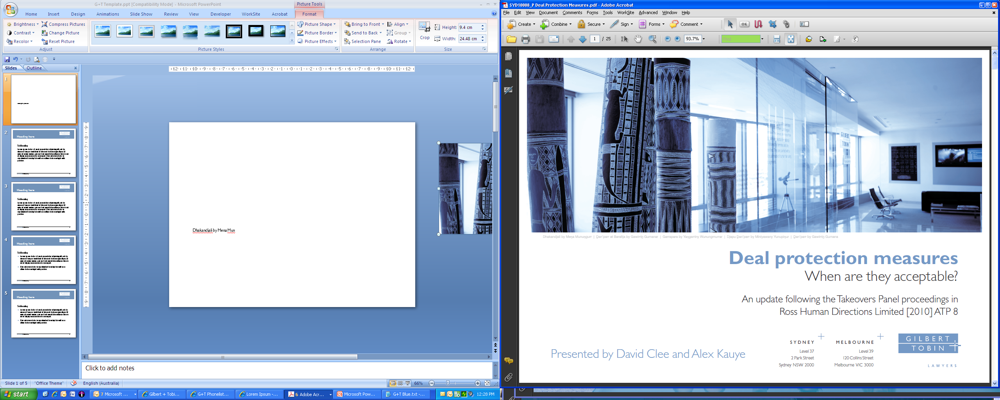 G+T Template.ppt [Compatibility Mode] - Microsoft PowerPoint
Picture Tools
Home Insert Design Animations Slide Show Review View Developer WorkSite Acrobat Format
Brightness Compress Pictures
Contrast Change Picture
Recolor Reset Picture
Adjust
Picture Styles
Picture Shape
Picture Border
Picture Effects
Bring to Front Align
Send to Back Group
Selection Pane Rotate
Arrange
Crop
Height: 9.4 cm
Width: 24.48 cm
Size
Slides Outline
1
2
Heading here
Subheading
3
Heading here
Subheading
4
Heading here
Subheading
5
Heading here
Subheading
Dhakandjali by Mena Mun
Click to add notes
Slide 1 of 5 "Office Theme" English (Australia) 66%
start 7 Microsoft ... Gilbert + Tobi... G+T Phonelist... Lorem Ipsum -... 6 Adobe Acr... Microsoft Pow... G+T Blue.txt -... 12:28 PM
SYD10008_P Deal Protection Measures.pdf - Adobe Acrobat
File Edit View Document Comments Forms Tools WorkSite Advanced Window Help
Create Combine Secure Sign Forms Comment OK
1 / 25 93.7% Find
GILBERT
TOBIN
Dhakandjali by Meṉa Munuŋgurr | Ḏan'parr at Baraltja by Gawirriṉ Gumanar | Garrapara by Yaŋgarriny Wunuŋmurrar | Djapu Ḏan'parr by Miniyawany Yunupiŋur | Ḏan'parr by Gawirriṉ Gumana
Deal protection measures
When are they acceptable?
An update following the Takeovers Panel proceedings in
Ross Human Directions Limited [2010] ATP 8
Presented by David Clee and Alex Kauye
SYDNEY
Level 37
2 Park Street
Sydney NSW 2000
MELBOURNE
Level 39
120 Collins Street
Melbourne VIC 3000
GILBERT
TOBIN
LAWYERS